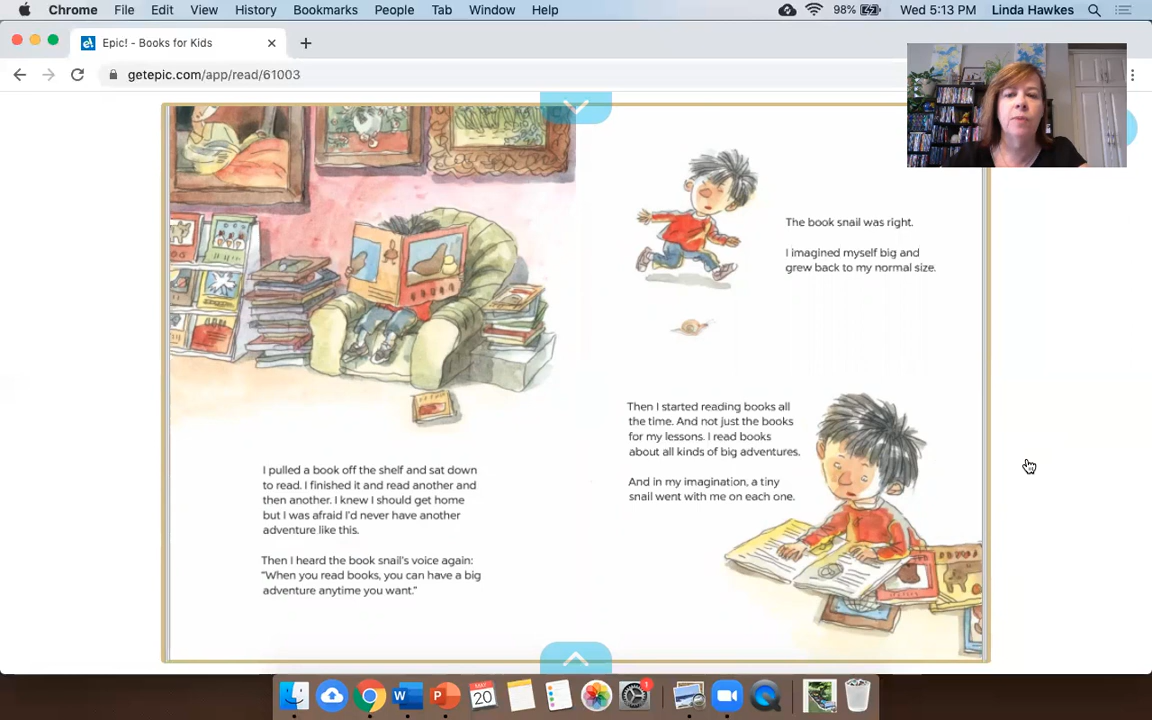 Chrome File Edit View History Bookmarks People Tab Window Help 98% Wed 5:13 PM Linda Hawkes
Epic! - Books for Kids
getepic.com/app/read/61003
The book snail was right.
I imagined myself big and
grew back to my normal size.
I pulled a book off the shelf and sat down
to read. I finished it and read another and
then another. I knew I should get home
but I was afraid I'd never have another
adventure like this.
Then I heard the book snail's voice again:
"When you read books, you can have a big
adventure anytime you want."
Then I started reading books all
the time. And not just the books
for my lessons. I read books
about all kinds of big adventures.
And in my imagination, a tiny
snail went with me on each one.
MAY
20
1